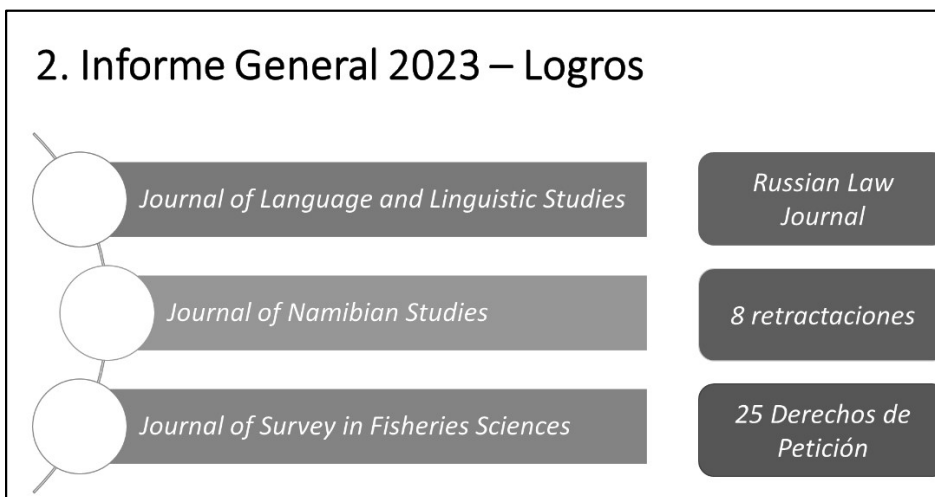 2. Informe General 2023 – Logros
Journal of Language and Linguistic Studies
Journal of Namibian Studies
Journal of Survey in Fisheries Sciences
Russian Law
Journal
8 retractaciones
25 Derechos de
Petición